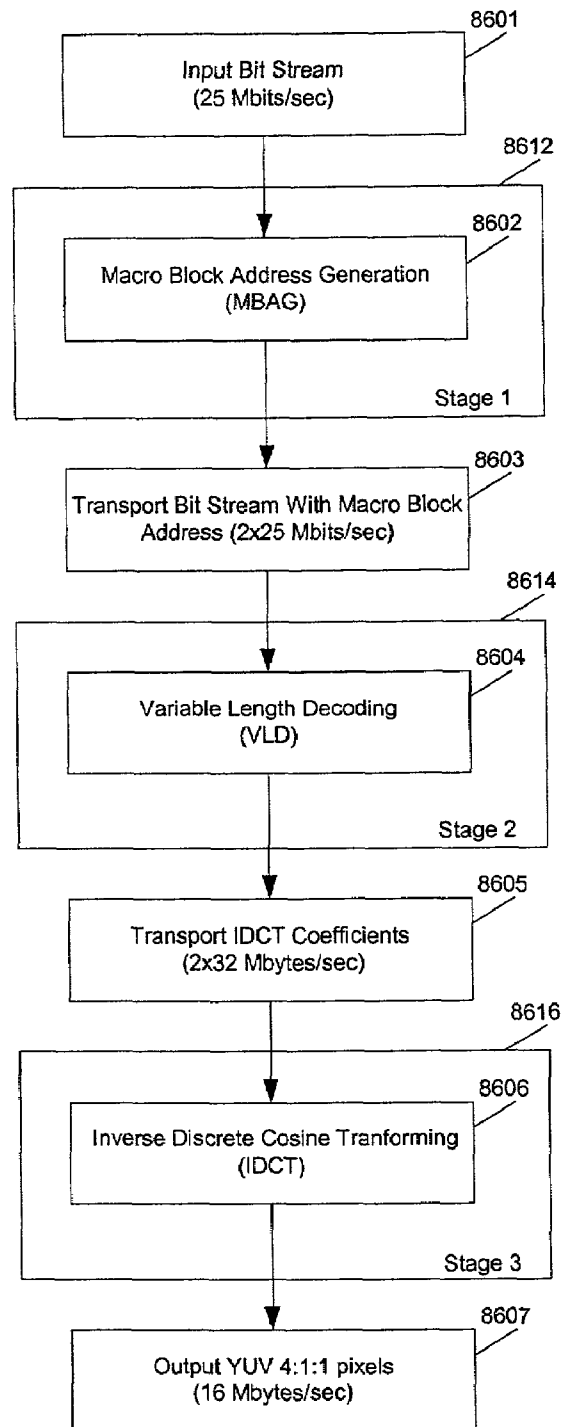 8601
Input Bit Stream
(25 Mbits/sec)
8612
8602
Macro Block Address Generation
(MBAG)
Stage 1
8603
Transport Bit Stream With Macro Block
Address (2x25 Mbits/sec)
8614
8604
Variable Length Decoding
(VLD)
Stage 2
8605
Transport IDCT Coefficients
(2x32 Mbytes/sec)
8616
8606
Inverse Discrete Cosine Tranforming
(IDCT)
Stage 3
8607
Output YUV 4:1:1 pixels
(16 Mbytes/sec)